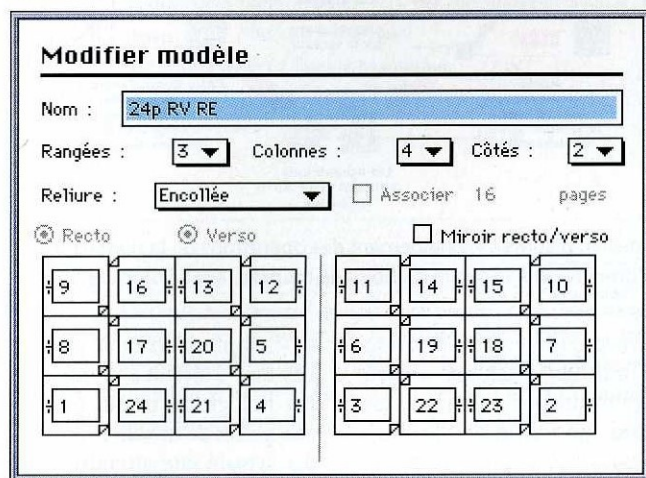 Modifier modèle
Nom : 24p RV RE
Rangées : 3 Colonnes : 4 Côtés : 2
Reliure : Encollée Associer 16 pages
Recto Verso Miroir recto/verso
9 16 13 12 11 14 15 10
8 17 20 5 6 19 18 7
1 24 21 4 3 22 23 2